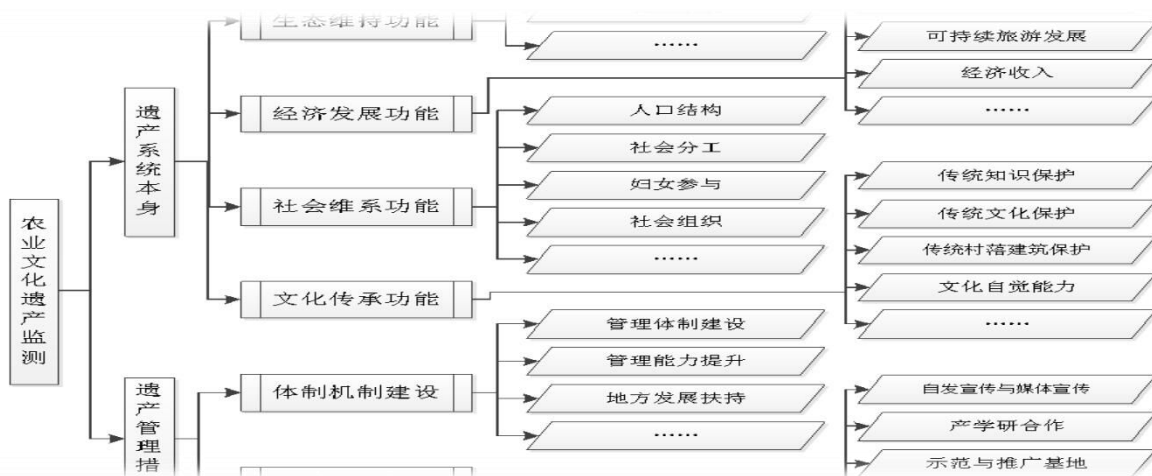 农业文化遗产监测
遗产系统本身
生态维持功能
……
经济发展功能
可持续旅游发展
经济收入
……
社会维系功能
人口结构
社会分工
妇女参与
社会组织
……
文化传承功能
传统知识保护
传统文化保护
传统村落建筑保护
文化自觉能力
……
遗产管理措
体制机制建设
管理体制建设
管理能力提升
地方发展扶持
……
自发宣传与媒体宣传
产学研合作
示范与推广基地